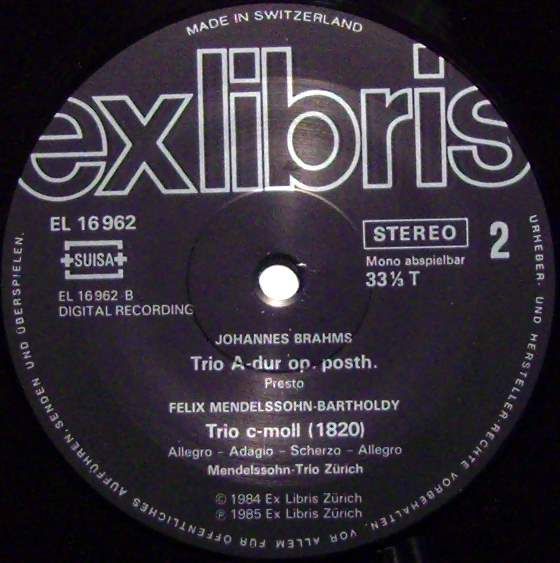 MADE IN SWITZERLAND
exlibris
EL 16 962
STEREO
2
SUISA
Mono abspielbar
33⅓ T
EL 16 962-B
DIGITAL RECORDING
JOHANNES BRAHMS
Trio A-dur op. posth.
Presto
FELIX MENDELSSOHN-BARTHOLDY
Trio c-moll (1820)
Allegro – Adagio – Scherzo – Allegro
Mendelssohn-Trio Zürich
© 1984 Ex Libris Zürich
℗ 1985 Ex Libris Zürich
URHEBER- UND HERSTELLER-RECHTE VORBEHALTEN, VOR ALLEM FÜR ÖFFENTLICHES AUFFÜHREN, SENDEN UND ÜBERSPIELEN.